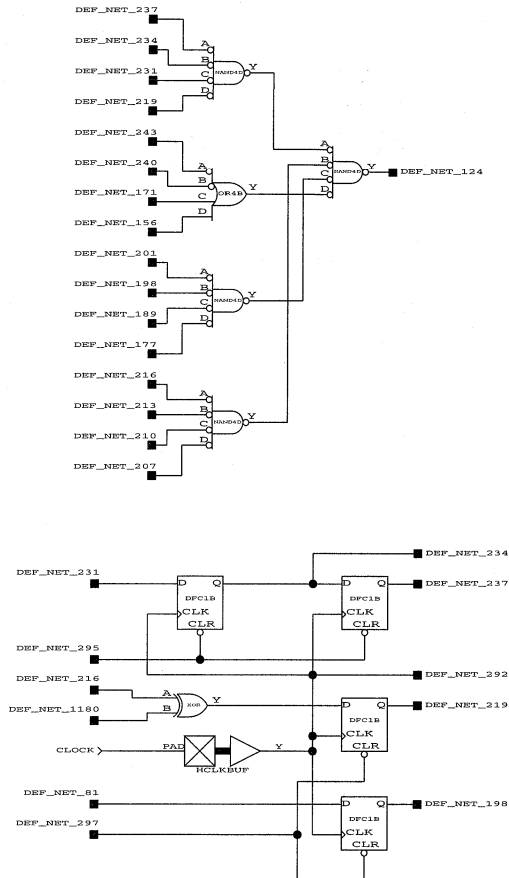 DEF_NET_237
DEF_NET_234
DEF_NET_231
DEF_NET_219
A
B
C
D
NAND4D
Y
DEF_NET_243
DEF_NET_240
DEF_NET_171
DEF_NET_156
A
B
C
D
OR4B
Y
A
B
C
D
NAND4D
Y
DEF_NET_124
DEF_NET_201
DEF_NET_198
DEF_NET_189
DEF_NET_177
A
B
C
D
NAND4D
Y
DEF_NET_216
DEF_NET_213
DEF_NET_210
DEF_NET_207
A
B
C
D
NAND4D
Y
DEF_NET_234
DEF_NET_231
D Q
DFC1B
CLK
CLR
D Q
DFC1B
CLK
CLR
DEF_NET_237
DEF_NET_295
DEF_NET_292
DEF_NET_216
DEF_NET_1180
A
B
XOR
Y
D Q
DFC1B
CLK
CLR
DEF_NET_219
CLOCK
PAD
HCLKBUF
Y
DEF_NET_81
DEF_NET_297
D Q
DFC1B
CLK
CLR
DEF_NET_198